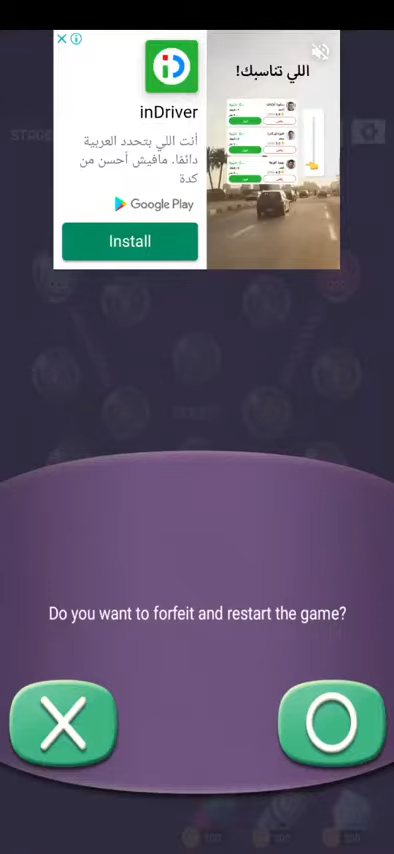 inDriver
أنت اللي بتحدد العربية
دائمًا. مافيش أحسن من
كدة
Google Play
Install
اللي تناسبك!
STAGE
Do you want to forfeit and restart the game?
X O